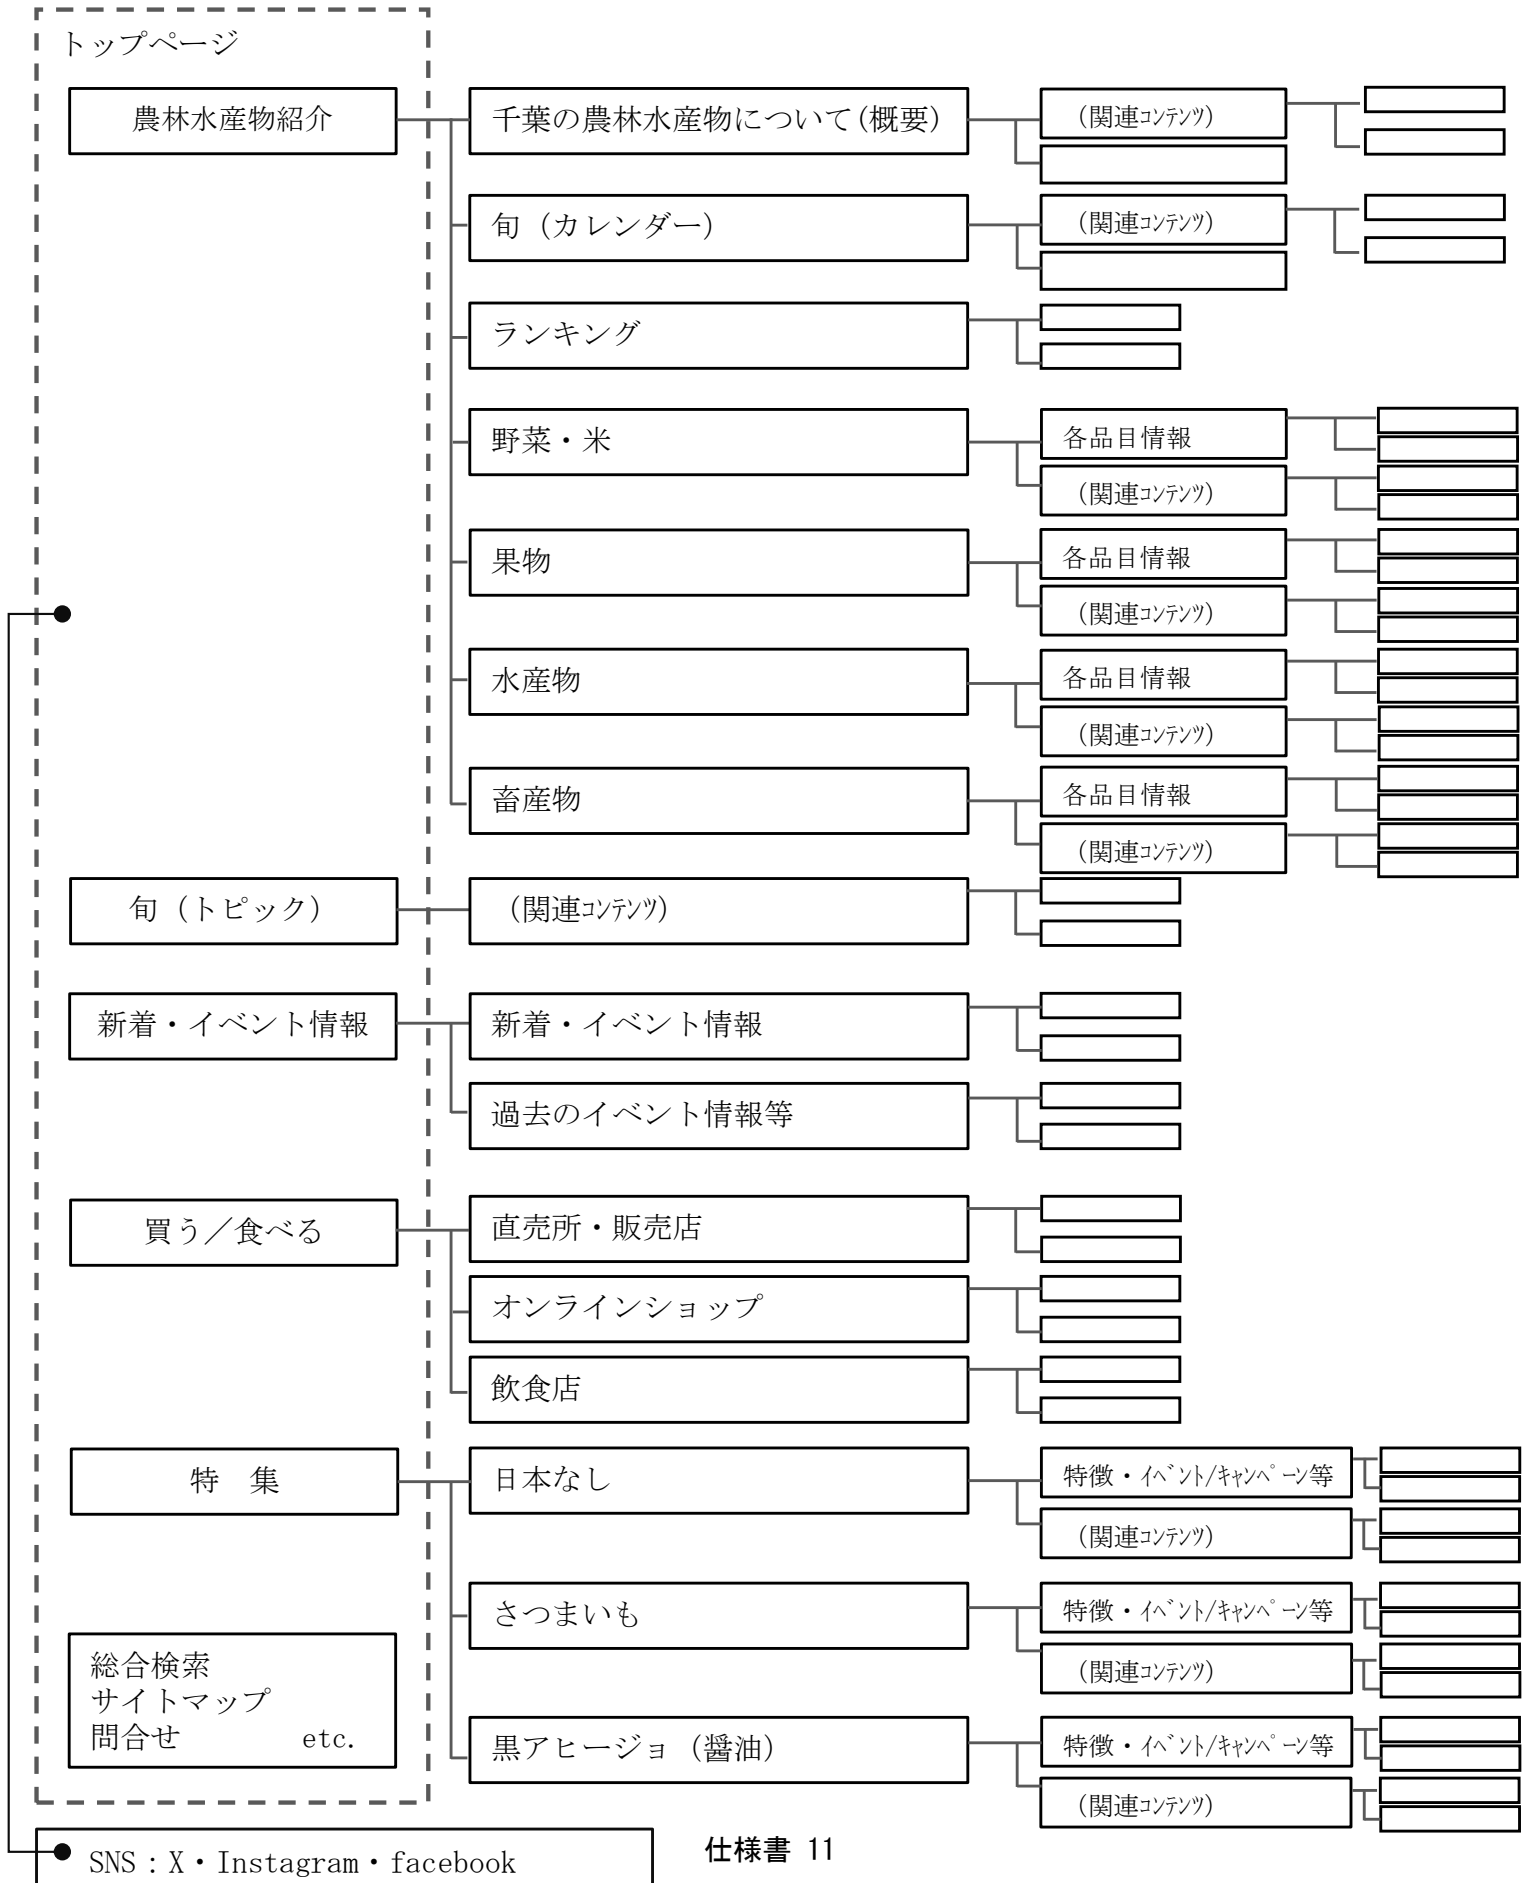 トップページ
農林水産物紹介
千葉の農林水産物について(概要)
(関連コンテンツ)
旬（カレンダー）
(関連コンテンツ)
ランキング
野菜・米
各品目情報
(関連コンテンツ)
果物
各品目情報
(関連コンテンツ)
水産物
各品目情報
(関連コンテンツ)
畜産物
各品目情報
(関連コンテンツ)
旬（トピック）
（関連コンテンツ）
新着・イベント情報
新着・イベント情報
過去のイベント情報等
買う／食べる
直売所・販売店
オンラインショップ
飲食店
特　集
日本なし
特徴・イベント/キャンペーン等
(関連コンテンツ)
さつまいも
特徴・イベント/キャンペーン等
(関連コンテンツ)
黒アヒージョ（醤油）
特徴・イベント/キャンペーン等
(関連コンテンツ)
総合検索
サイトマップ
問合せ　　　　etc.
SNS：X・Instagram・facebook
仕様書 11